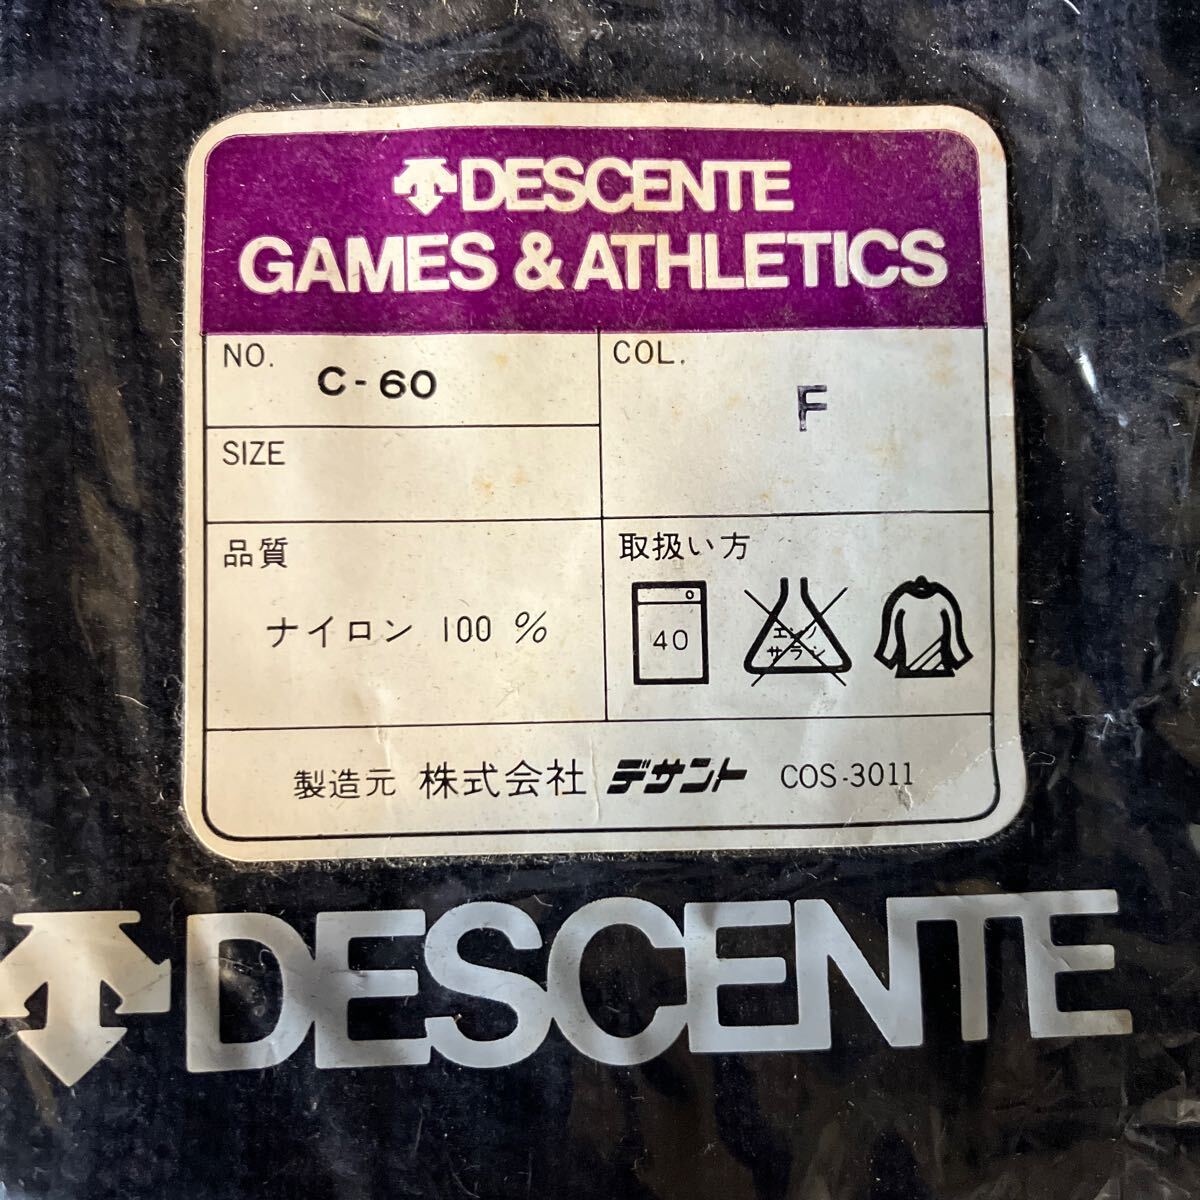 DESCENTE
GAMES & ATHLETICS
NO. C-60
COL. F
SIZE
品質
ナイロン 100 %
取扱い方
40
エンソ
サラシ
製造元 株式会社 デサント COS-3011
DESCENTE